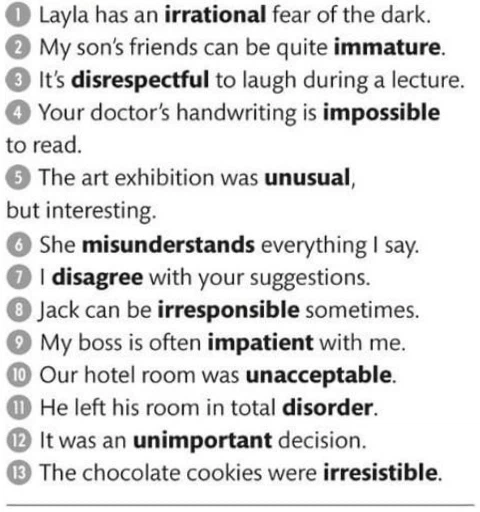 1 Layla has an irrational fear of the dark.
2 My son's friends can be quite immature.
3 It's disrespectful to laugh during a lecture.
4 Your doctor's handwriting is impossible
to read.
5 The art exhibition was unusual,
but interesting.
6 She misunderstands everything I say.
7 I disagree with your suggestions.
8 Jack can be irresponsible sometimes.
9 My boss is often impatient with me.
10 Our hotel room was unacceptable.
11 He left his room in total disorder.
12 It was an unimportant decision.
13 The chocolate cookies were irresistible.